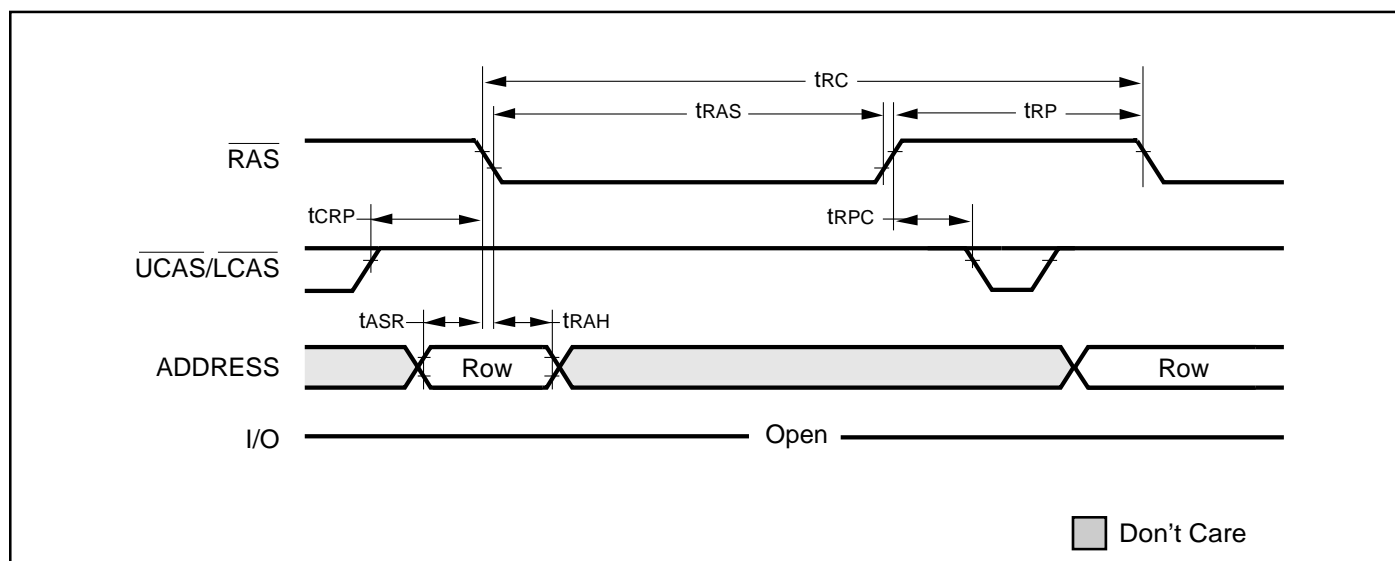 tRC
tRAS
tRP
RAS
tCRP
tRPC
UCAS/LCAS
tASR
tRAH
ADDRESS
Row
Row
I/O
Open
Don't Care